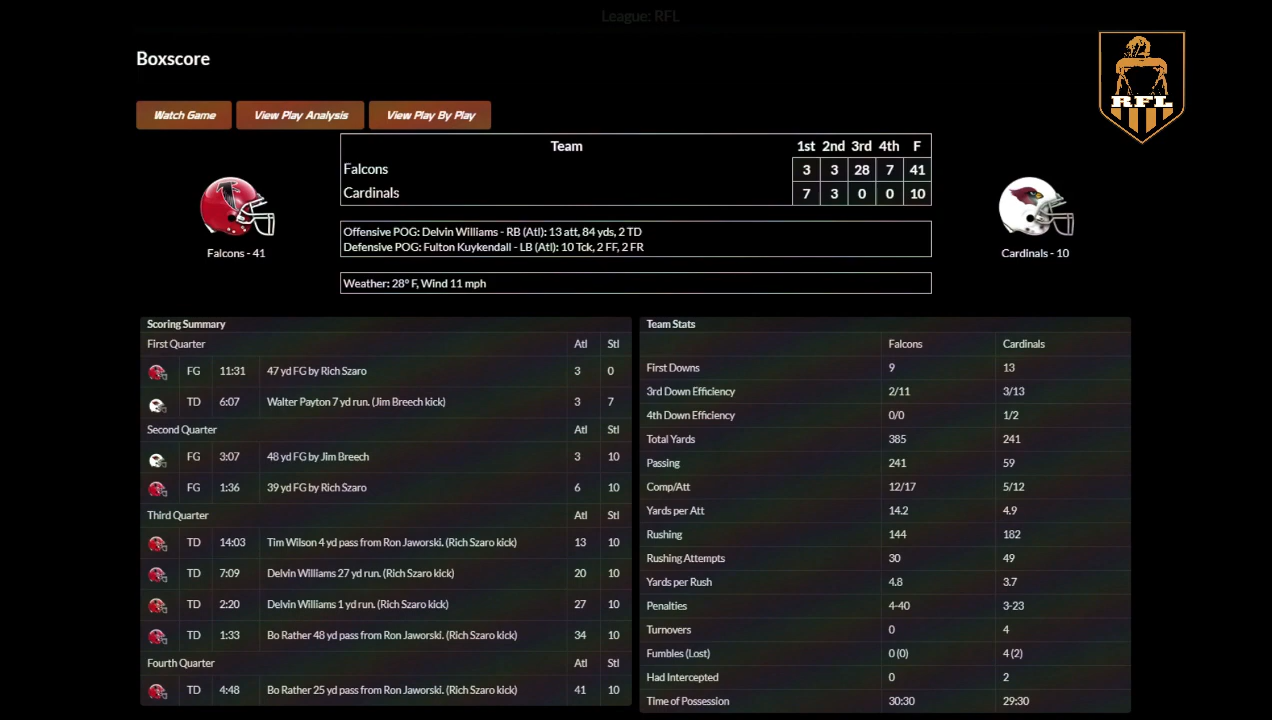 League: RFL
Boxscore
RFL
Watch Game View Play Analysis View Play By Play
Team 1st 2nd 3rd 4th F
Falcons 3 3 28 7 41
Cardinals 7 3 0 0 10
Falcons - 41
Cardinals - 10
Offensive POG: Delvin Williams - RB (Atl): 13 att, 84 yds, 2 TD
Defensive POG: Fulton Kuykendall - LB (Atl): 10 Tck, 2 FF, 2 FR
Weather: 28° F, Wind 11 mph
Scoring Summary
First Quarter Atl Stl
FG 11:31 47 yd FG by Rich Szaro 3 0
TD 6:07 Walter Payton 7 yd run. (Jim Breech kick) 3 7
Second Quarter Atl Stl
FG 3:07 48 yd FG by Jim Breech 3 10
FG 1:36 39 yd FG by Rich Szaro 6 10
Third Quarter Atl Stl
TD 14:03 Tim Wilson 4 yd pass from Ron Jaworski. (Rich Szaro kick) 13 10
TD 7:09 Delvin Williams 27 yd run. (Rich Szaro kick) 20 10
TD 2:20 Delvin Williams 1 yd run. (Rich Szaro kick) 27 10
TD 1:33 Bo Rather 48 yd pass from Ron Jaworski. (Rich Szaro kick) 34 10
Fourth Quarter Atl Stl
TD 4:48 Bo Rather 25 yd pass from Ron Jaworski. (Rich Szaro kick) 41 10
Team Stats
Falcons Cardinals
First Downs 9 13
3rd Down Efficiency 2/11 3/13
4th Down Efficiency 0/0 1/2
Total Yards 385 241
Passing 241 59
Comp/Att 12/17 5/12
Yards per Att 14.2 4.9
Rushing 144 182
Rushing Attempts 30 49
Yards per Rush 4.8 3.7
Penalties 4-40 3-23
Turnovers 0 4
Fumbles (Lost) 0 (0) 4 (2)
Had Intercepted 0 2
Time of Possession 30:30 29:30